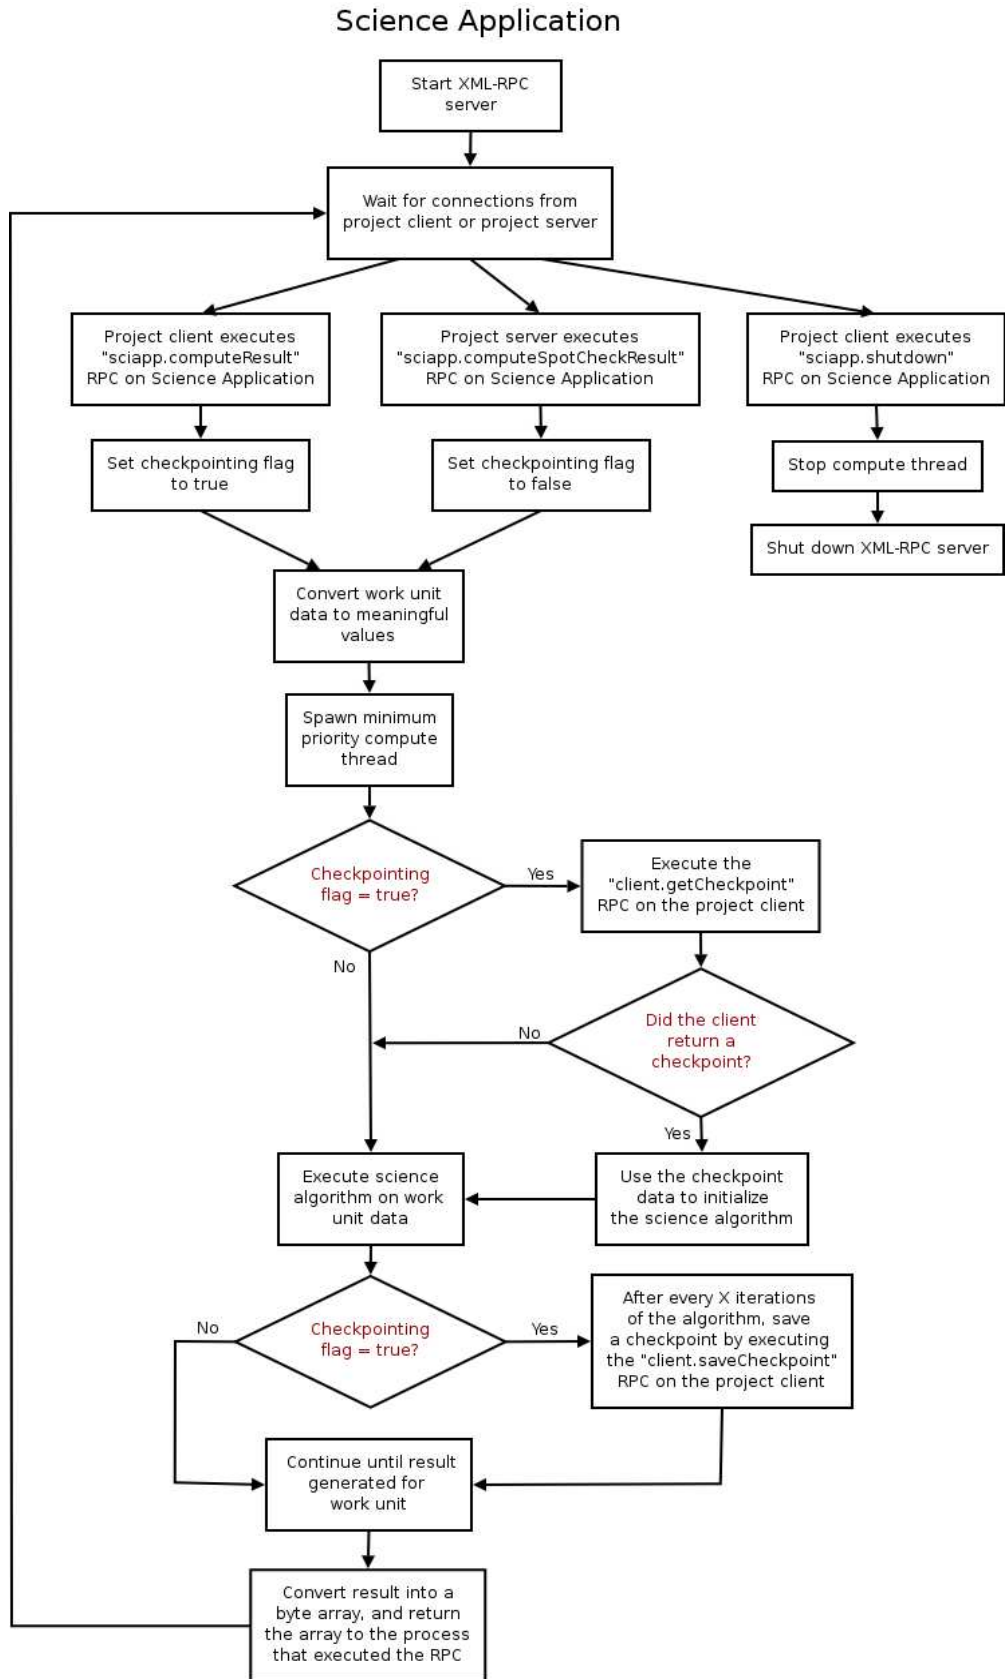 Science Application
Start XML-RPC
server
Wait for connections from
project client or project server
Project client executes
"sciapp.computeResult"
RPC on Science Application
Project server executes
"sciapp.computeSpotCheckResult"
RPC on Science Application
Project client executes
"sciapp.shutdown"
RPC on Science Application
Set checkpointing flag
to true
Set checkpointing flag
to false
Stop compute thread
Shut down XML-RPC server
Convert work unit
data to meaningful
values
Spawn minimum
priority compute
thread
Checkpointing
flag = true?
Yes
Execute the
"client.getCheckpoint"
RPC on the project client
No
Did the client
return a
checkpoint?
No
Yes
Execute science
algorithm on work
unit data
Use the checkpoint
data to initialize
the science algorithm
No
Checkpointing
flag = true?
Yes
After every X iterations
of the algorithm, save
a checkpoint by executing
the "client.saveCheckpoint"
RPC on the project client
Continue until result
generated for
work unit
Convert result into a
byte array, and return
the array to the process
that executed the RPC